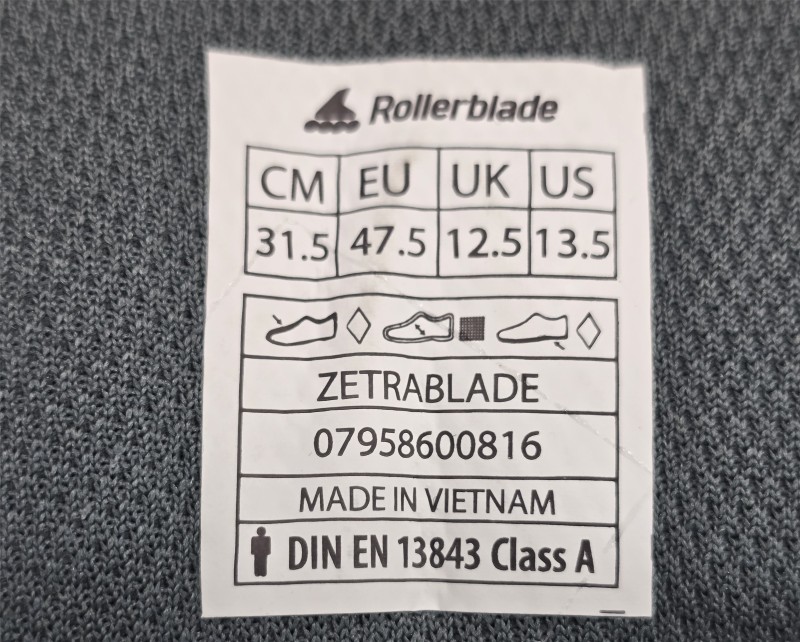 Rollerblade
CM EU UK US
31.5 47.5 12.5 13.5
ZETRABLADE
07958600816
MADE IN VIETNAM
DIN EN 13843 Class A